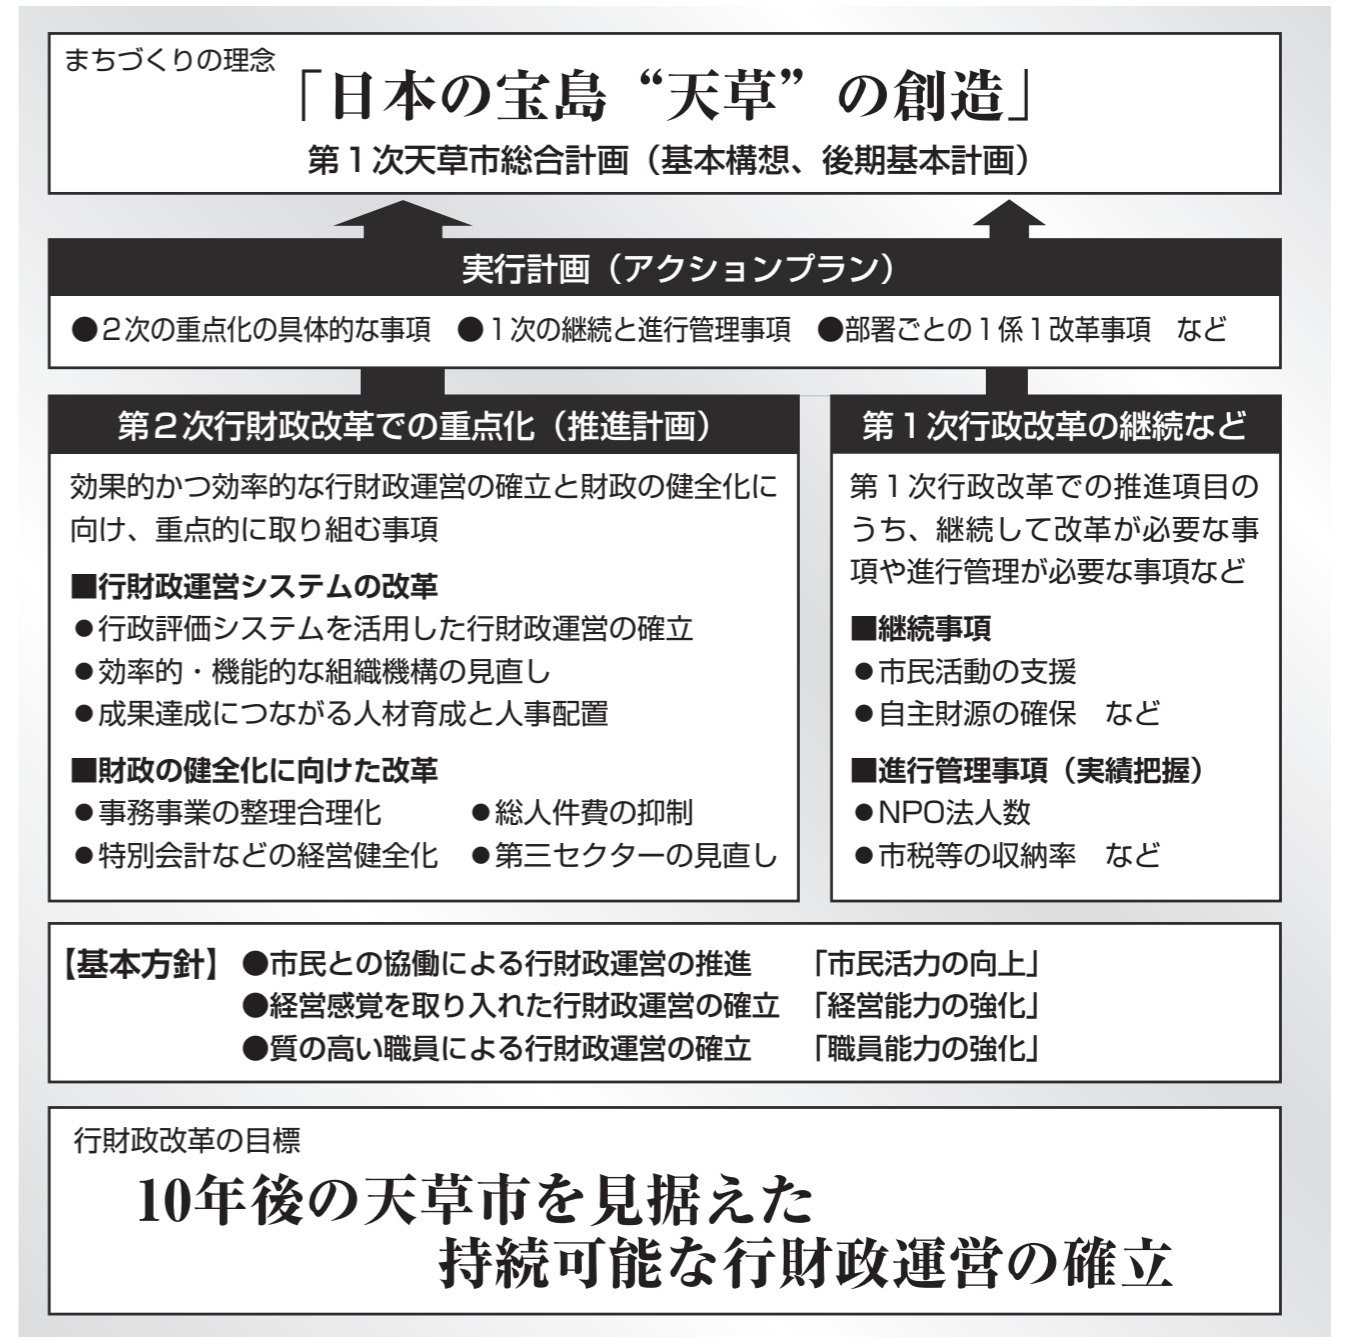 まちづくりの理念
「日本の宝島“天草”の創造」
第1次天草市総合計画（基本構想、後期基本計画）
実行計画（アクションプラン）
●2次の重点化の具体的な事項　●1次の継続と進行管理事項　●部署ごとの1係1改革事項　など
第2次行財政改革での重点化（推進計画）
効果的かつ効率的な行財政運営の確立と財政の健全化に
向け、重点的に取り組む事項
■行財政運営システムの改革
●行政評価システムを活用した行財政運営の確立
●効率的・機能的な組織機構の見直し
●成果達成につながる人材育成と人事配置
■財政の健全化に向けた改革
●事務事業の整理合理化　●総人件費の抑制
●特別会計などの経営健全化　●第三セクターの見直し
第1次行政改革の継続など
第1次行政改革での推進項目の
うち、継続して改革が必要な事
項や進行管理が必要な事項など
■継続事項
●市民活動の支援
●自主財源の確保　など
■進行管理事項（実績把握）
●NPO法人数
●市税等の収納率　など
【基本方針】●市民との協働による行財政運営の推進　「市民活力の向上」
●経営感覚を取り入れた行財政運営の確立　「経営能力の強化」
●質の高い職員による行財政運営の確立　「職員能力の強化」
行財政改革の目標
10年後の天草市を見据えた
持続可能な行財政運営の確立